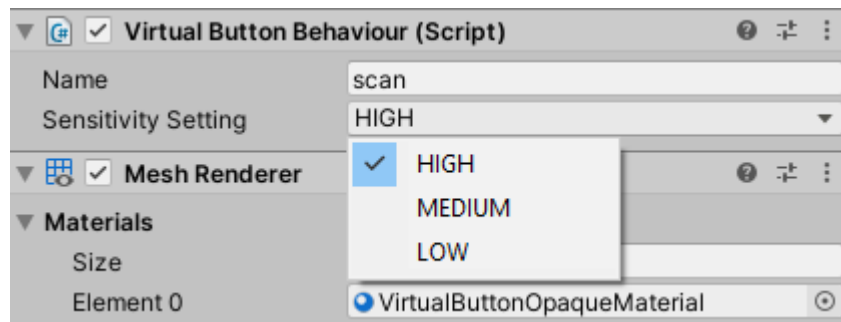 Virtual Button Behaviour (Script)
Name scan
Sensitivity Setting HIGH
HIGH
Mesh Renderer
MEDIUM
Materials
LOW
Size
Element 0 VirtualButtonOpaqueMaterial